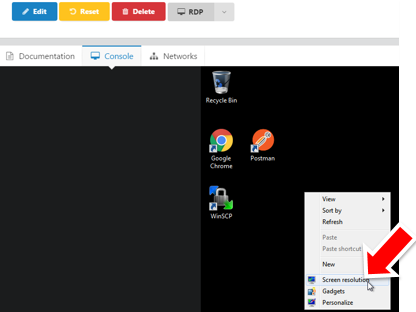 Edit
Reset
Delete
RDP
Documentation
Console
Networks
Recycle Bin
Google
Chrome
Postman
WinSCP
View
Sort by
Refresh
Paste
Paste shortcut
New
Screen resolution
Gadgets
Personalize